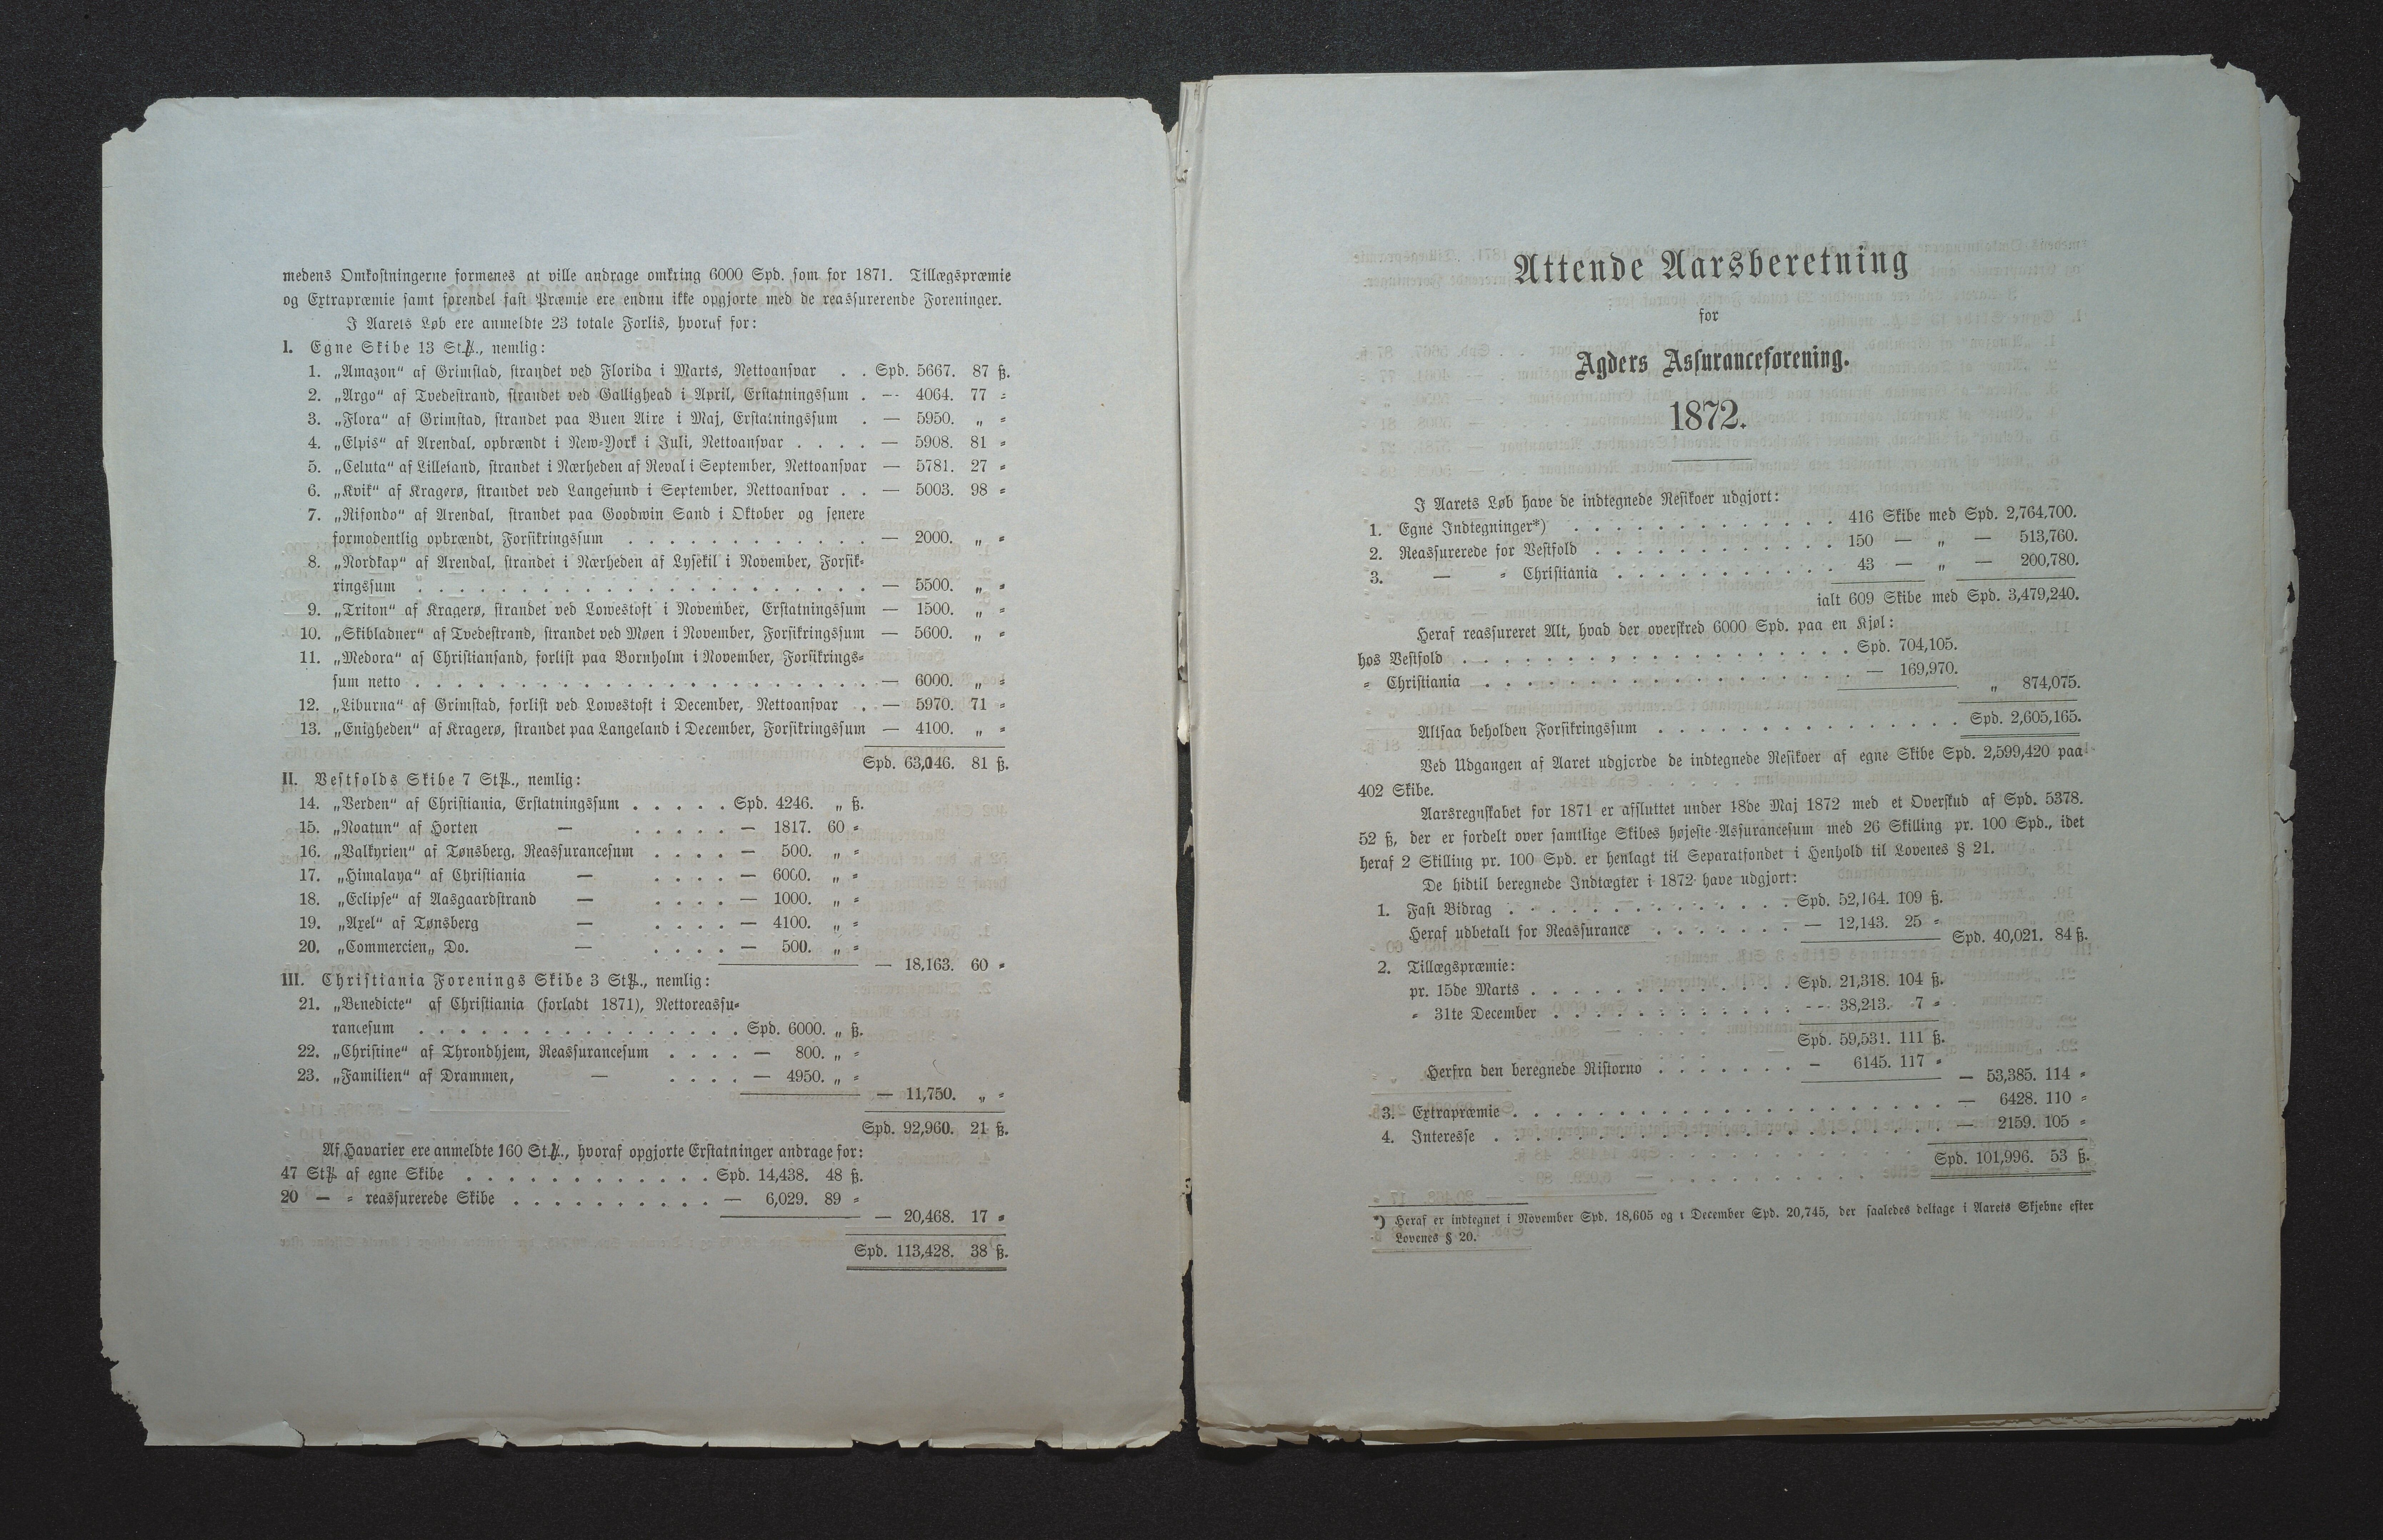 medens Omkostningerne formenes at ville andrage omkring 6000 Spd. som for 1871. Tillægspræmie
og Extrapræmie samt førendel fast Præmie ere endnu ikke opgjorte med de reassurerende Foreninger.
I Aarets Løb ere anmeldte 23 totale Forlis, hvoraf for:
I. Egne Skibe 13 Stk., nemlig:
1. „Amazon“ af Grimstad, strandet ved Florida i Marts, Nettoansvar . . Spd. 5667. 87 ß.
2. „Argo“ af Tvedestrand, strandet ved Gallighead i April, Erstatningssum . — 4064. 77 -
3. „Flora“ af Grimstad, strandet paa Buen Aire i Maj, Erstatningssum . — 5950. „ -
4. „Elpis“ af Arendal, opbrændt i New-York i Juli, Nettoansvar . . . . — 5908. 81 -
5. „Celuta“ af Lillesand, strandet i Nærheden af Reval i September, Nettoansvar — 5781. 27 -
6. „Kvik“ af Kragerø, strandet ved Langesund i September, Nettoansvar . . — 5003. 98 -
7. „Rifondo“ af Arendal, strandet paa Goodwin Sand i Oktober og senere
formodentlig opbrændt, Forsikringssum . . . . . . . . . . . . — 2000. „ -
8. „Nordkap“ af Arendal, strandet i Nærheden af Lysekil i November, Forsik-
ringssum . . . . . . . . . . . . . . . . . . . . . . — 5500. „ -
9. „Triton“ af Kragerø, strandet ved Lowestoft i November, Erstatningssum — 1500. „ -
10. „Skibladner“ af Tvedestrand, strandet ved Møen i November, Forsikringssum — 5600. „ -
11. „Medora“ af Christiansand, forlist paa Bornholm i November, Forsikrings-
sum netto . . . . . . . . . . . . . . . . . . . . . . — 6000. „ -
12. „Liburna“ af Grimstad, forlist ved Lowestoft i December, Nettoansvar . — 5970. 71 -
13. „Enigheden“ af Kragerø, strandet paa Langeland i December, Forsikringssum — 4100. „ -
Spd. 63,046. 81 ß.
II. Vestfolds Skibe 7 Stk., nemlig:
14. „Verden“ af Christiania, Erstatningssum . . . . . Spd. 4246. „ ß.
15. „Noatun“ af Horten — . . . . . — 1817. 60 -
16. „Valkyrien“ af Tønsberg, Reassurancesum . . . . — 500. „ -
17. „Himalaya“ af Christiania — . . . . — 6000. „ -
18. „Eclipse“ af Aasgaardstrand — . . . . — 1000. „ -
19. „Axel“ af Tønsberg — . . . . — 4100. „ -
20. „Commercien„ Do. — . . . . — 500. „ -
— 18,163. 60 -
III. Christiania Forenings Skibe 3 Stk., nemlig:
21. „Benedicte“ af Christiania (forladt 1871), Nettoreassu-
rancesum . . . . . . . . . . . . . . . . Spd. 6000. „ ß.
22. „Christine“ af Throndhjem, Reassurancesum . . . . — 800. „ -
23. „Familien“ af Drammen, — . . . . — 4950. „ -
— 11,750. „ -
Spd. 92,960. 21 ß.
Af Havarier ere anmeldte 160 Stk., hvoraf opgjorte Erstatninger andrage for:
47 Stk. af egne Skibe . . . . . . . . . . . . Spd. 14,438. 48 ß.
20 — - reassurerede Skibe . . . . . . . . . . — 6,029. 89 -
— 20,468. 17 -
Spd. 113,428. 38 ß.
Attende Aarsberetning
for
Agders Assuranceforening.
1872.
I Aarets Løb have de indtegnede Resikoer udgjort:
1. Egne Indtegninger*) . . . . . . . . . . . . . 416 Skibe med Spd. 2,764,700.
2. Reassurerede for Vestfold . . . . . . . . . . . . 150 — „ — 513,760.
3. — - Christiania . . . . . . . . . . . 43 — „ — 200,780.
ialt 609 Skibe med Spd. 3,479,240.
Heraf reassureret Alt, hvad der overskred 6000 Spd. paa en Kjøl:
hos Vestfold . . . . . . . . . . . . . . . . . . . . Spd. 704,105.
- Christiania . . . . . . . . . . . . . . . . . . — 169,970.
„ 874,075.
Altsaa beholden Forsikringssum . . . . . . . . . . . . . . Spd. 2,605,165.
Ved Udgangen af Aaret udgjorde de indtegnede Resikoer af egne Skibe Spd. 2,599,420 paa
402 Skibe.
Aarsregnskabet for 1871 er afsluttet under 18de Maj 1872 med et Overskud af Spd. 5378.
52 ß, der er fordelt over samtlige Skibes højeste Assurancesum med 26 Skilling pr. 100 Spd., idet
heraf 2 Skilling pr. 100 Spd. er henlagt til Separatfondet i Henhold til Lovenes § 21.
De hidtil beregnede Indtægter i 1872 have udgjort:
1. Fast Bidrag . . . . . . . . . . . . . . Spd. 52,164. 109 ß.
Heraf udbetalt for Reassurance . . . . . . . — 12,143. 25 -
Spd. 40,021. 84 ß.
2. Tillægspræmie:
pr. 15de Marts . . . . . . . . . . . . . Spd. 21,318. 104 ß.
- 31te December . . . . . . . . . . . . — 38,213. 7 -
Spd. 59,531. 111 ß.
Herfra den beregnede Ristorno . . . . . . . — 6145. 117 -
— 53,385. 114 -
3. Extrapræmie . . . . . . . . . . . . . . . . . . . . . — 6428. 110 -
4. Interesse . . . . . . . . . . . . . . . . . . . . . . — 2159. 105 -
Spd. 101,996. 53 ß.
*) Heraf er indtegnet i November Spd. 18,605 og i December Spd. 20,745, der saaledes deltage i Aarets Skjebne efter
Lovenes § 20.